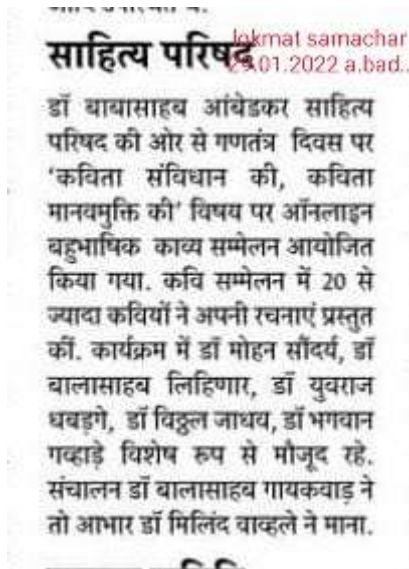 साहित्य परिषद
lokmat samachar
29.01.2022 a.bad..
डॉ बाबासाहब आंबेडकर साहित्य
परिषद की ओर से गणतंत्र दिवस पर
‘कविता संविधान की, कविता
मानवमुक्ति की’ विषय पर ऑनलाइन
बहुभाषिक काव्य सम्मेलन आयोजित
किया गया. कवि सम्मेलन में 20 से
ज्यादा कवियों ने अपनी रचनाएं प्रस्तुत
कीं. कार्यक्रम में डॉ मोहन सौंदर्य, डॉ
बालासाहब लिहिणार, डॉ युवराज
धबड़गे, डॉ विठ्ठल जाधव, डॉ भगवान
गव्हाड़े विशेष रूप से मौजूद रहे.
संचालन डॉ बालासाहब गायकवाड़ ने
तो आभार डॉ मिलिंद वाव्हले ने माना.